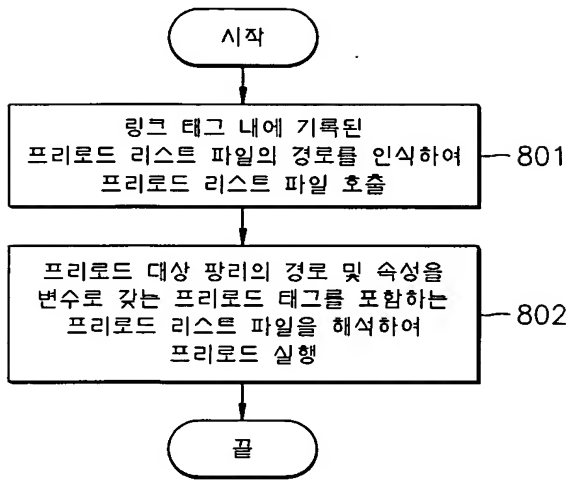 시작
링크 태그 내에 기록된
프리로드 리스트 파일의 경로를 인식하여
프리로드 리스트 파일 호출
801
프리로드 대상 팡리의 경로 및 속성을
변수로 갖는 프리로드 태그를 포함하는
프리로드 리스트 파일을 해석하여
프리로드 실행
802
끝